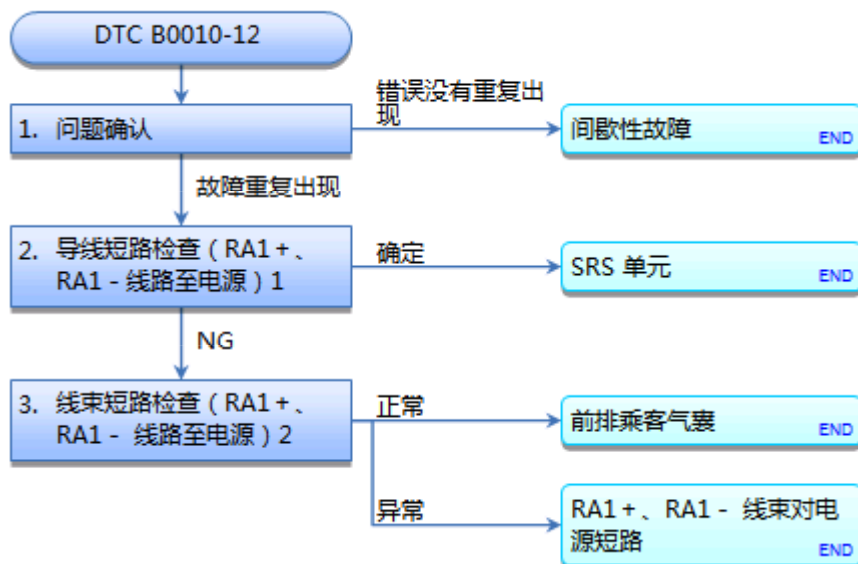 DTC B0010-12
错误没有重复出
现
1. 问题确认
间歇性故障
END
故障重复出现
2. 导线短路检查（RA1+、
RA1 - 线路至电源）1
确定
SRS 单元
END
NG
3. 线束短路检查（RA1+、
RA1 - 线路至电源）2
正常
前排乘客气囊
END
异常
RA1+、RA1 - 线束对电
源短路
END